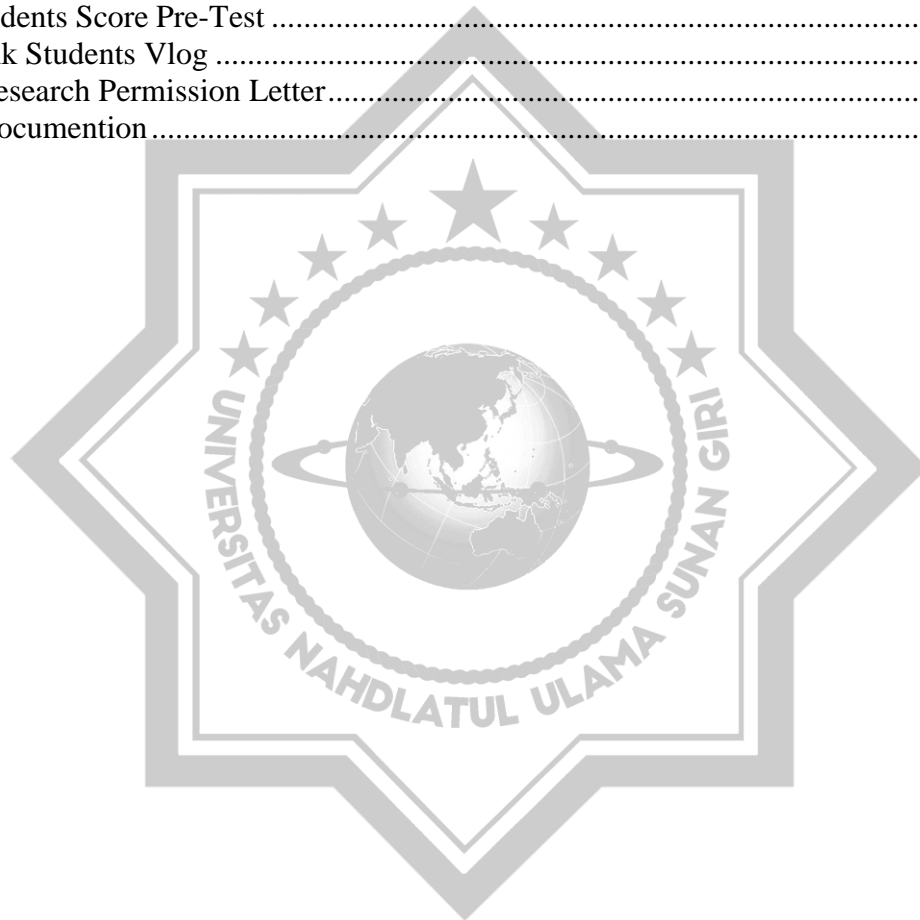 dents Score Pre-Test ................................................................................
k Students Vlog .......................................................................................
esearch Permission Letter.........................................................................
ocumention................................................................................................
UNIVERSITAS NAHDLATUL ULAMA SUNAN GIRI